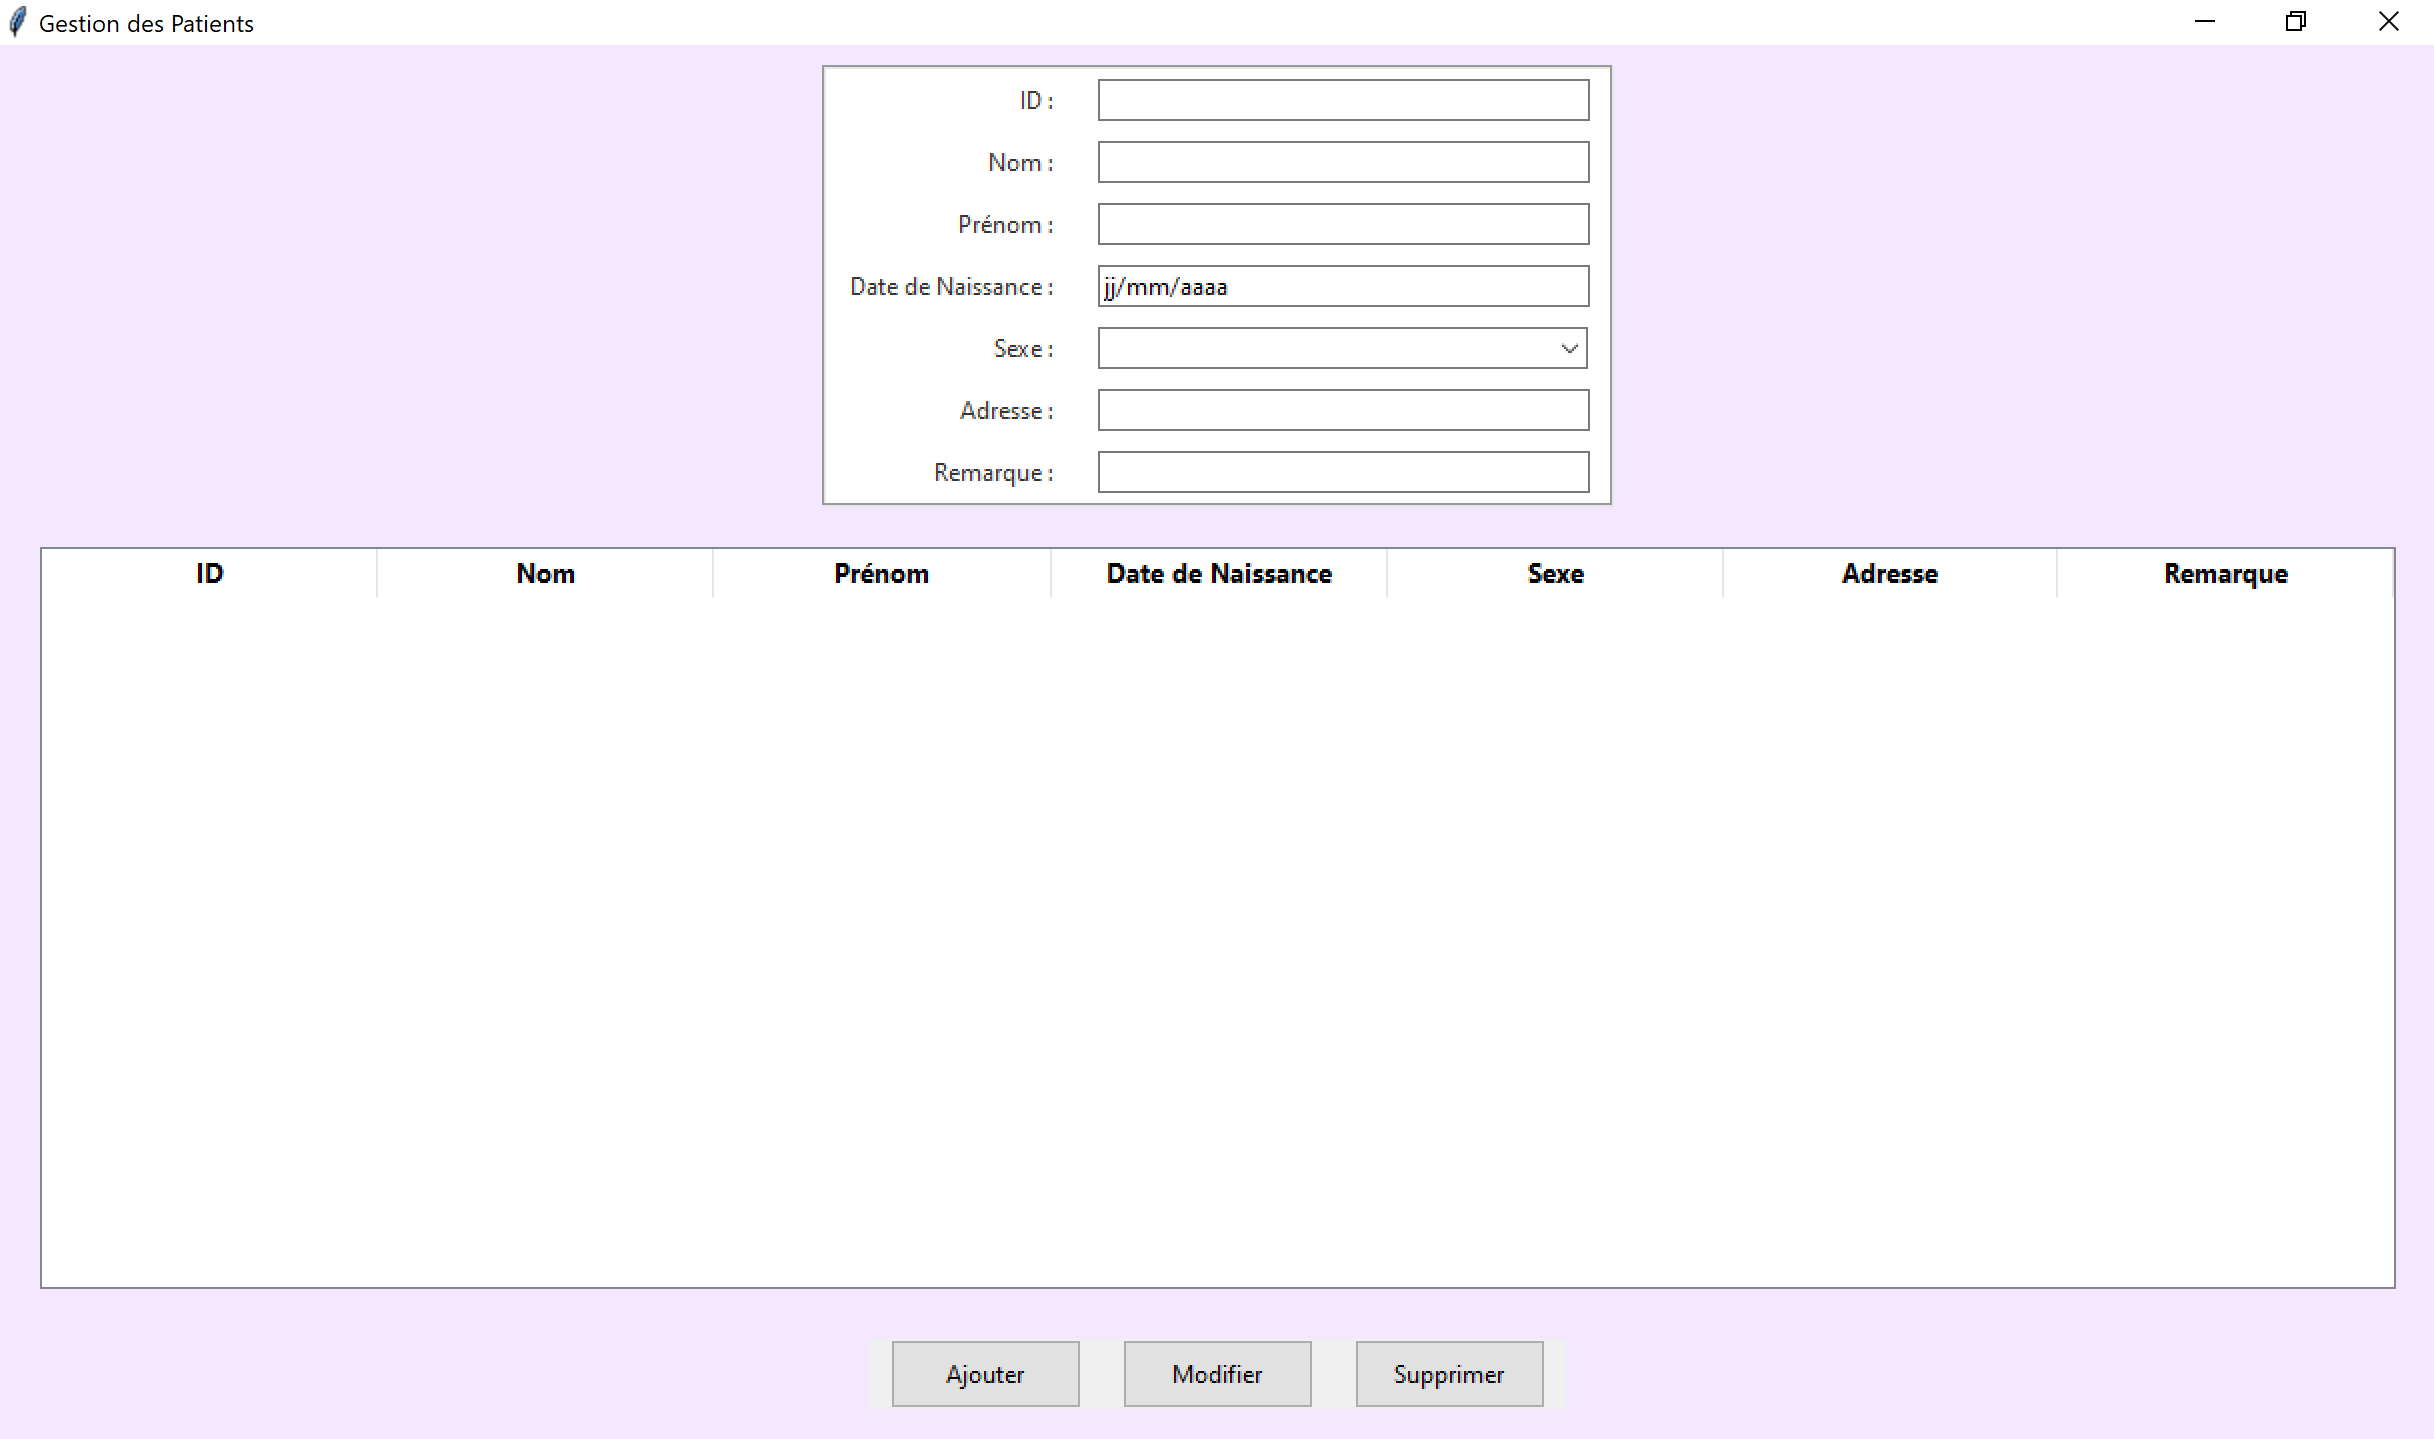 Gestion des Patients
ID :
Nom :
Prénom :
Date de Naissance : jj/mm/aaaa
Sexe :
Adresse :
Remarque :
ID Nom Prénom Date de Naissance Sexe Adresse Remarque
Ajouter Modifier Supprimer